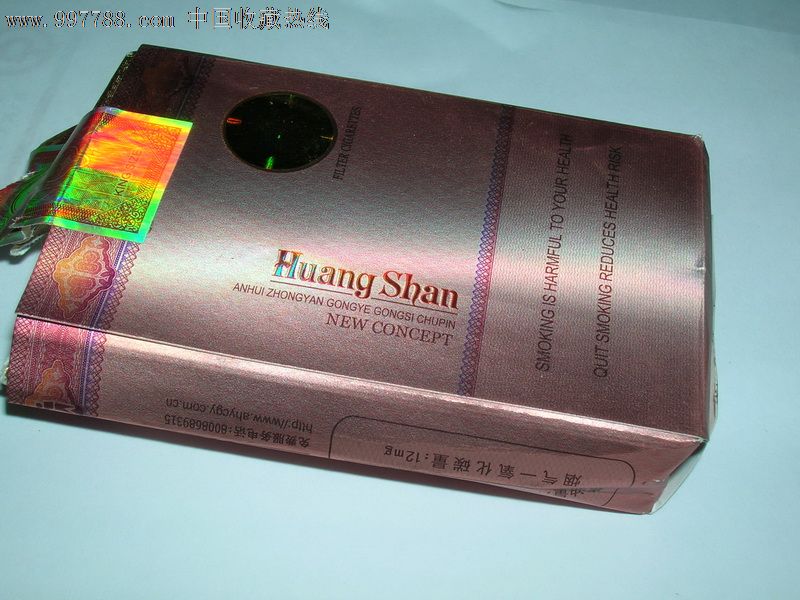 www.997788.com 中国收藏热线
KING SIZE
FILTER CIGARETTES
Huang Shan
ANHUI ZHONGYAN GONGYE GONGSI CHUPIN
NEW CONCEPT
SMOKING IS HARMFUL TO YOUR HEALTH
QUIT SMOKING REDUCES HEALTH RISK
免费服务电话:8008689315
http://www.ahycgy.com.cn
烟气一氧化碳量:12mg